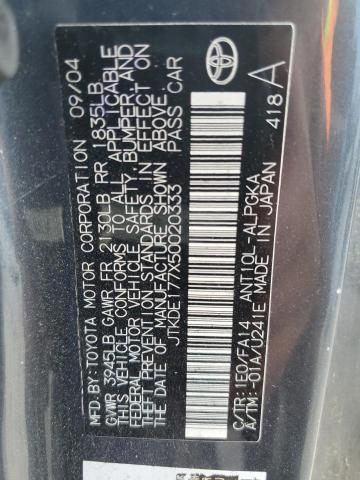 MFD.BY:TOYOTA MOTOR CORPORATION 09/04
GVWR 3945LB GAWR FR 2130LB RR 1835LB
THIS VEHICLE CONFORMS TO ALL APPLICABLE
FEDERAL MOTOR VEHICLE SAFETY, BUMPER AND
THEFT PREVENTION STANDARDS IN EFFECT ON
THE DATE OF MANUFACTURE SHOWN ABOVE.
JTKDE177X50020333 PASS CAR
C/TR:1E0/FA14 ANT10L-ALPGKA 418 A
A/TM:-01A/U241E MADE IN JAPAN
TOYOTA